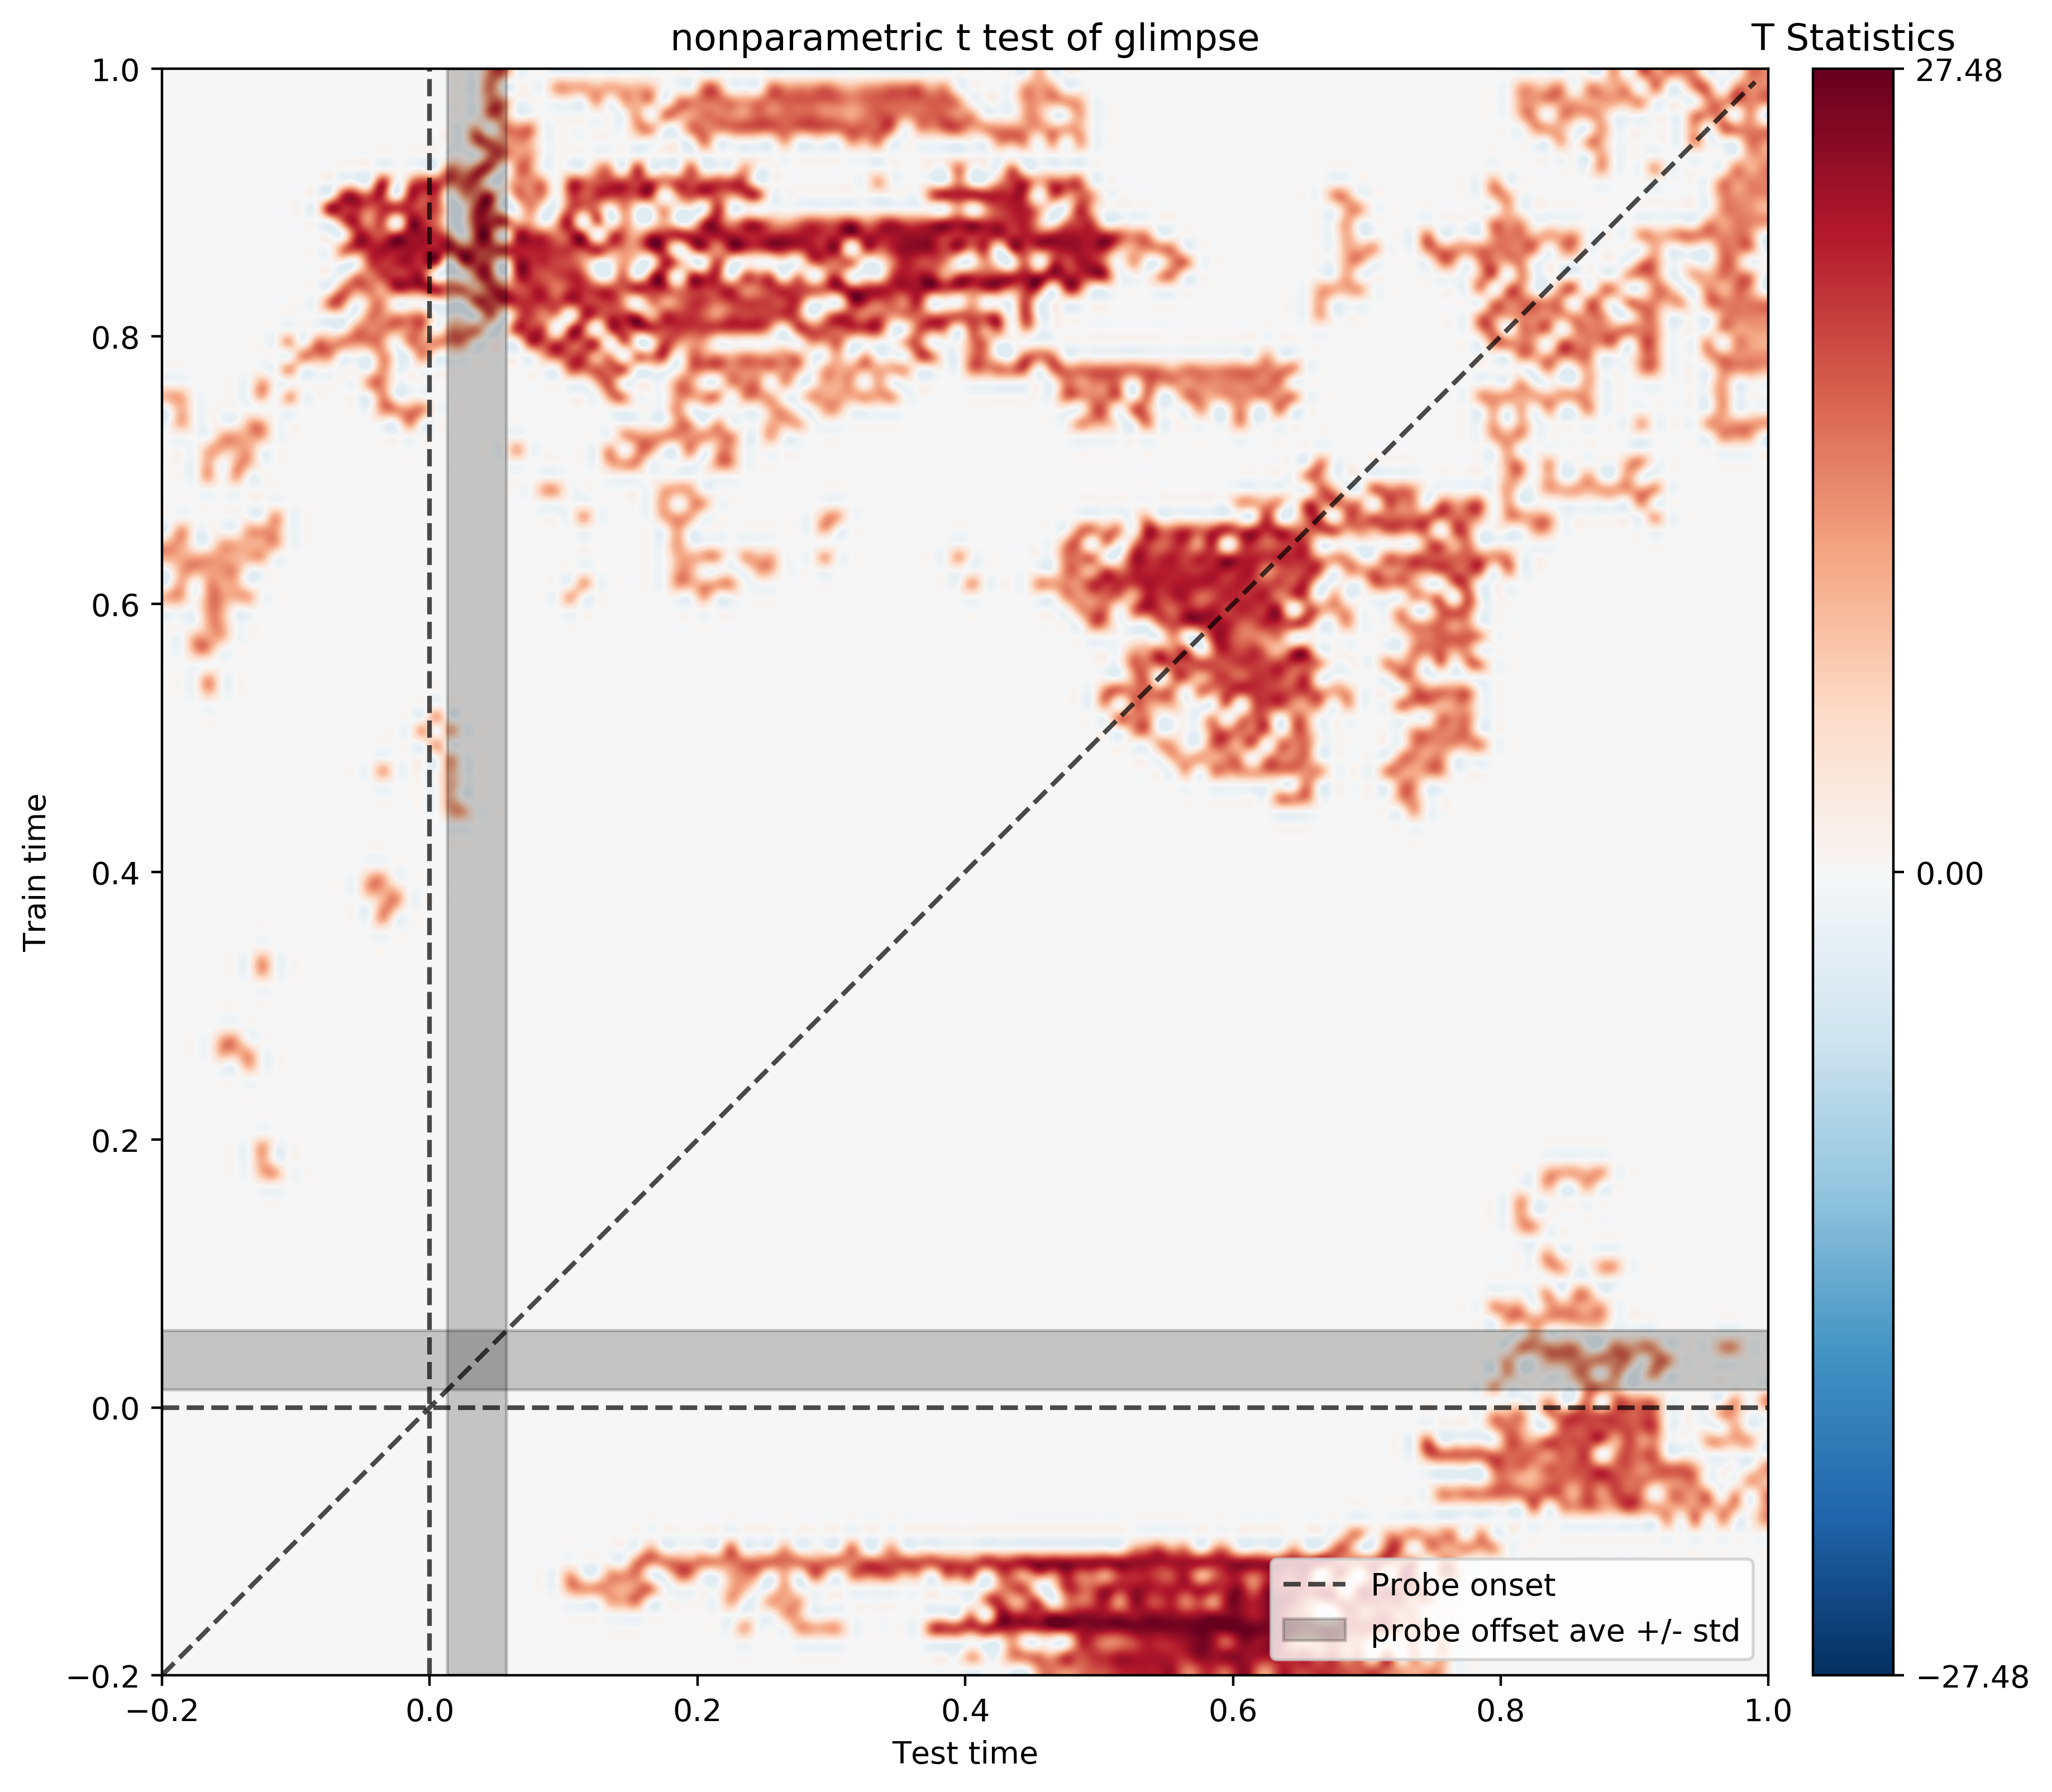 nonparametric t test of glimpse
T Statistics
1.0
0.8
0.6
0.4
0.2
0.0
−0.2
Train time
−0.2
0.0
0.2
0.4
0.6
0.8
1.0
Test time
Probe onset
probe offset ave +/- std
27.48
0.00
−27.48